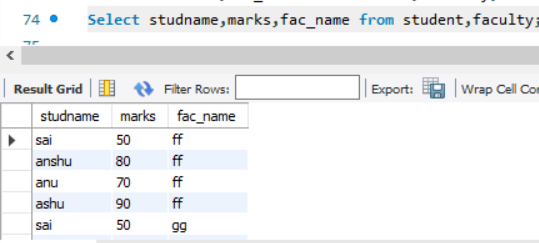 74 Select studname,marks,fac_name from student,faculty;
Result Grid Filter Rows: Export: Wrap Cell Con
studname marks fac_name
sai 50 ff
anshu 80 ff
anu 70 ff
ashu 90 ff
sai 50 gg